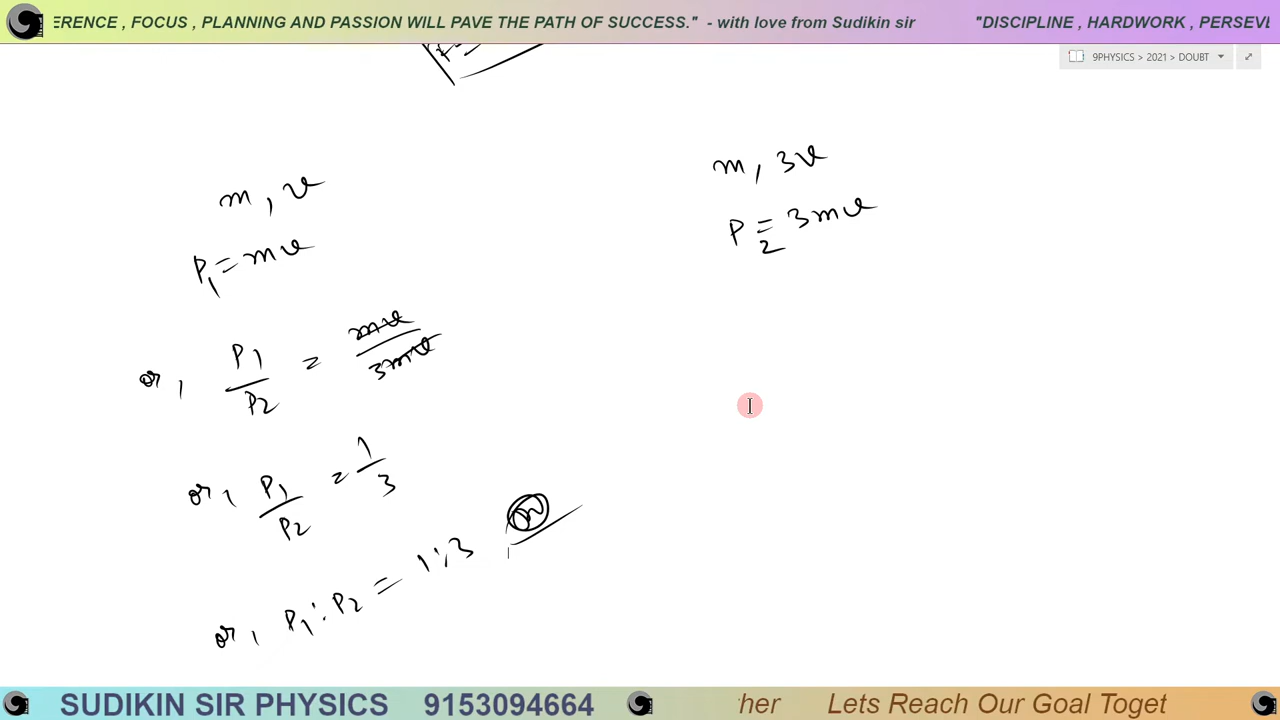 ERENCE , FOCUS , PLANNING AND PASSION WILL PAVE THE PATH OF SUCCESS." - with love from Sudikin sir "DISCIPLINE , HARDWORK , PERSEVE
9PHYSICS > 2021 > DOUBT
m , v
P₁ = mv
m , 3v
P₂ = 3mv
or, P1/P2 = mv/3mv
or, P1/P2 = 1/3
or, P1 : P2 = 1:3
SUDIKIN SIR PHYSICS 9153094664 her Lets Reach Our Goal Toget